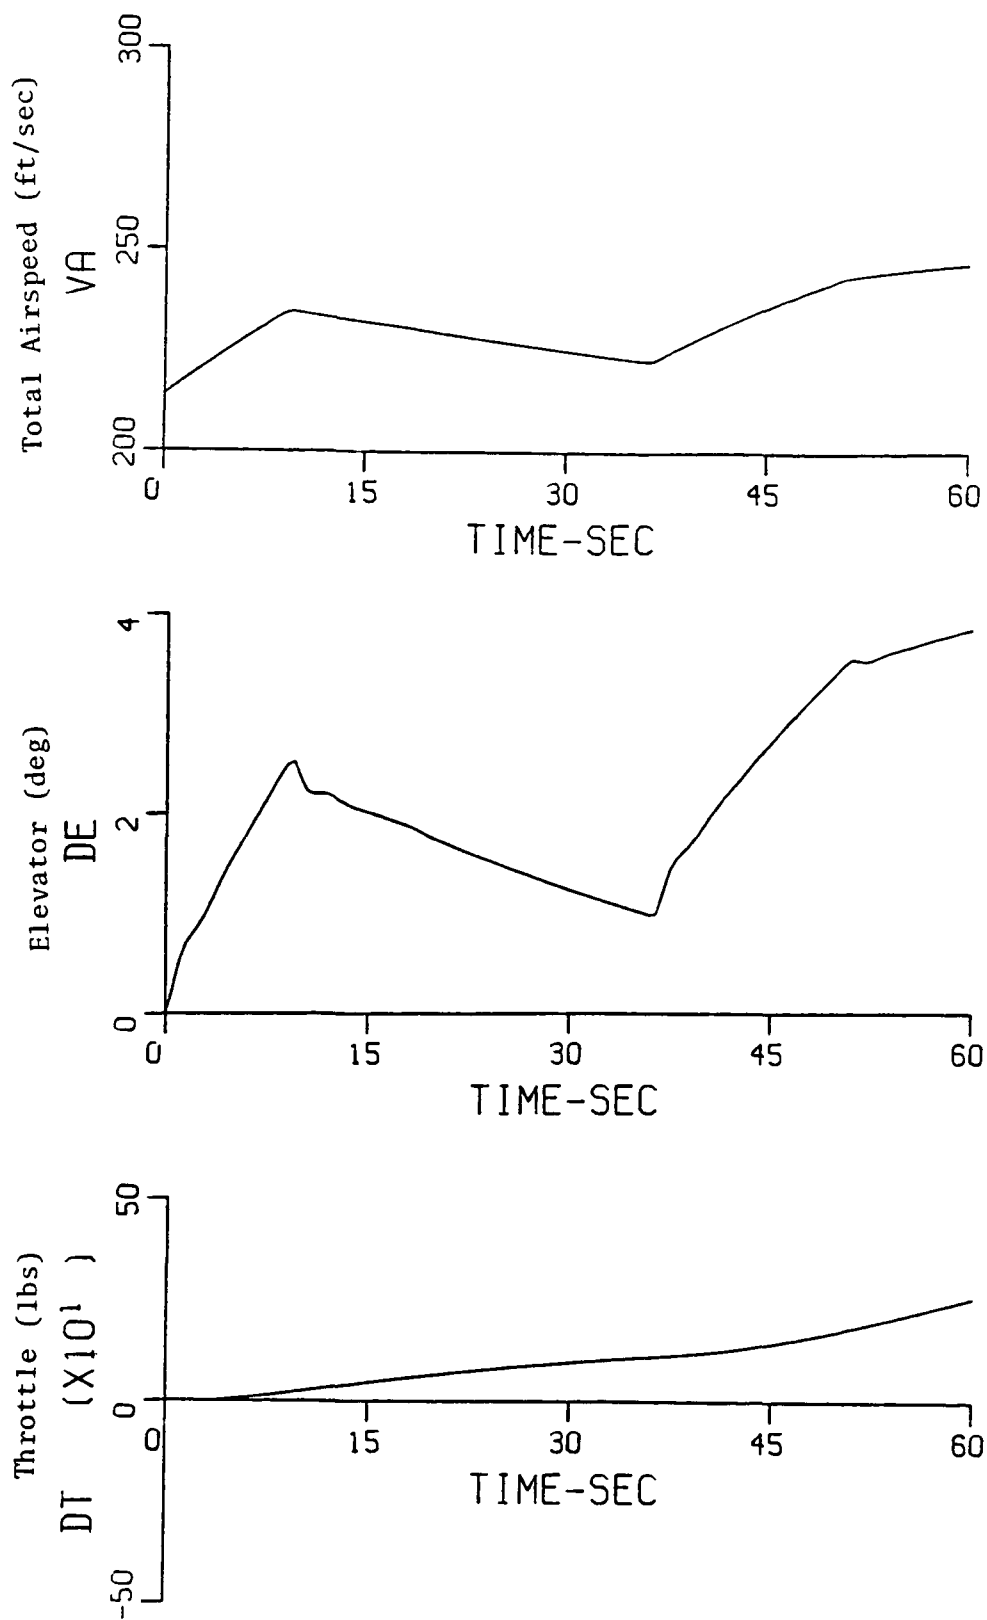 Total Airspeed (ft/sec)
VA
300
250
200
0 15 30 45 60
TIME-SEC
Elevator (deg)
DE
4
2
0
0 15 30 45 60
TIME-SEC
Throttle (lbs)
DT (X10¹ )
50
0
-50
0 15 30 45 60
TIME-SEC